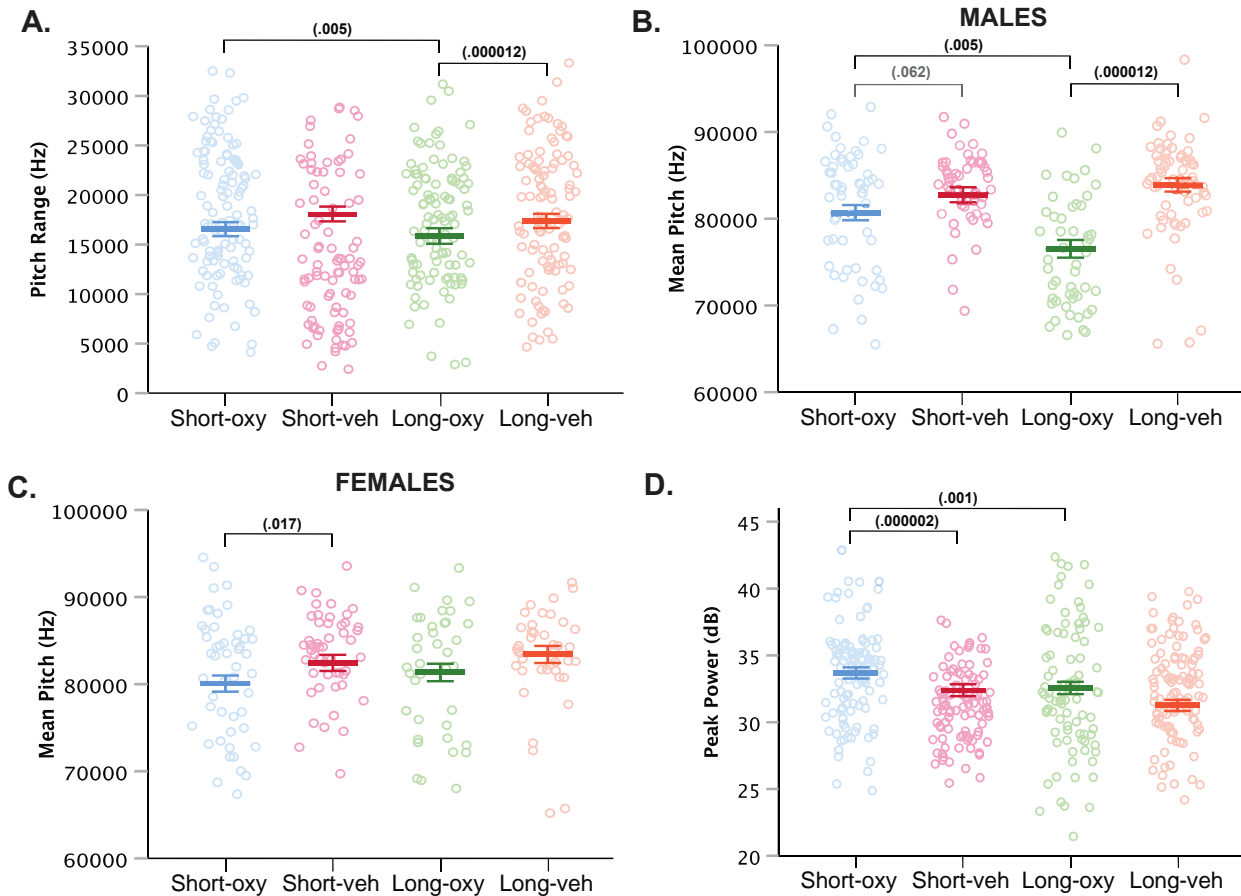 A.
(.005)
(.000012)
Pitch Range (Hz)
35000
30000
25000
20000
15000
10000
5000
0
Short-oxy Short-veh Long-oxy Long-veh
B.
MALES
(.005)
(.062)
(.000012)
Mean Pitch (Hz)
100000
90000
80000
70000
60000
Short-oxy Short-veh Long-oxy Long-veh
C.
FEMALES
(.017)
Mean Pitch (Hz)
100000
90000
80000
70000
60000
Short-oxy Short-veh Long-oxy Long-veh
D.
(.001)
(.000002)
Peak Power (dB)
45
40
35
30
25
20
Short-oxy Short-veh Long-oxy Long-veh